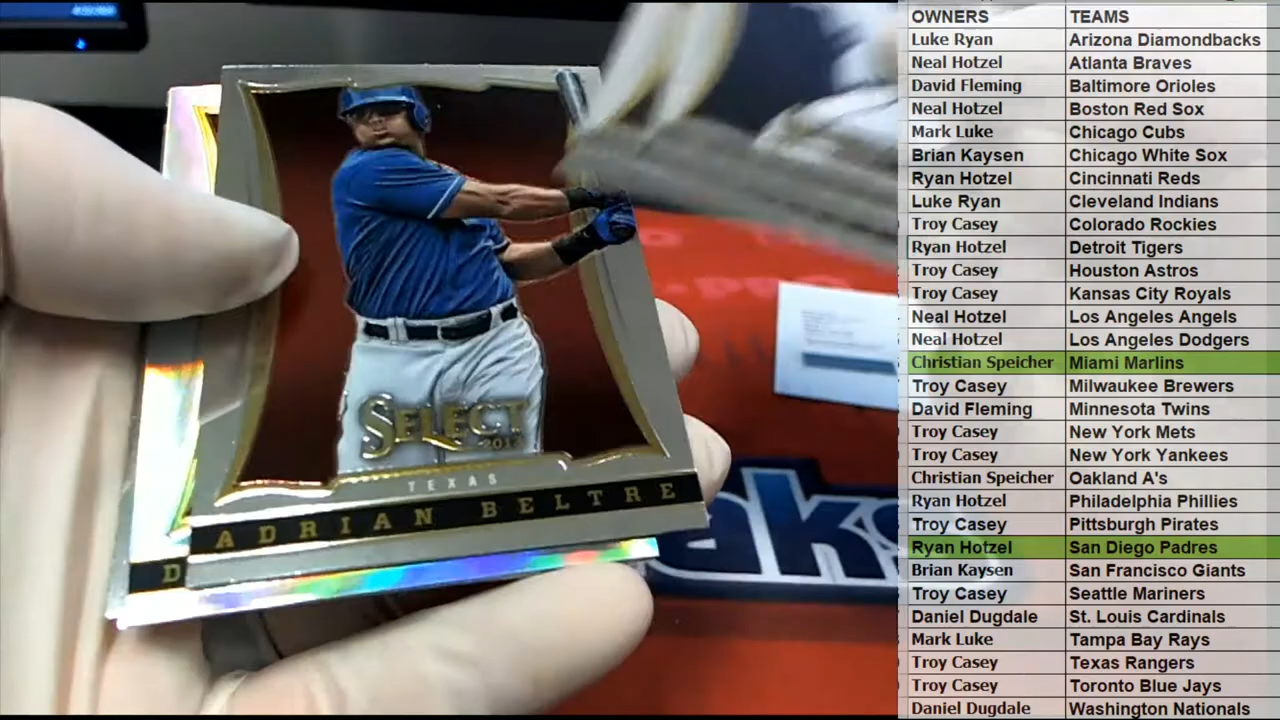 SELECT
2013
TEXAS
ADRIAN BELTRE
D
aks
OWNERS TEAMS
Luke Ryan Arizona Diamondbacks
Neal Hotzel Atlanta Braves
David Fleming Baltimore Orioles
Neal Hotzel Boston Red Sox
Mark Luke Chicago Cubs
Brian Kaysen Chicago White Sox
Ryan Hotzel Cincinnati Reds
Luke Ryan Cleveland Indians
Troy Casey Colorado Rockies
Ryan Hotzel Detroit Tigers
Troy Casey Houston Astros
Troy Casey Kansas City Royals
Neal Hotzel Los Angeles Angels
Neal Hotzel Los Angeles Dodgers
Christian Speicher Miami Marlins
Troy Casey Milwaukee Brewers
David Fleming Minnesota Twins
Troy Casey New York Mets
Troy Casey New York Yankees
Christian Speicher Oakland A's
Ryan Hotzel Philadelphia Phillies
Troy Casey Pittsburgh Pirates
Ryan Hotzel San Diego Padres
Brian Kaysen San Francisco Giants
Troy Casey Seattle Mariners
Daniel Dugdale St. Louis Cardinals
Mark Luke Tampa Bay Rays
Troy Casey Texas Rangers
Troy Casey Toronto Blue Jays
Daniel Dugdale Washington Nationals